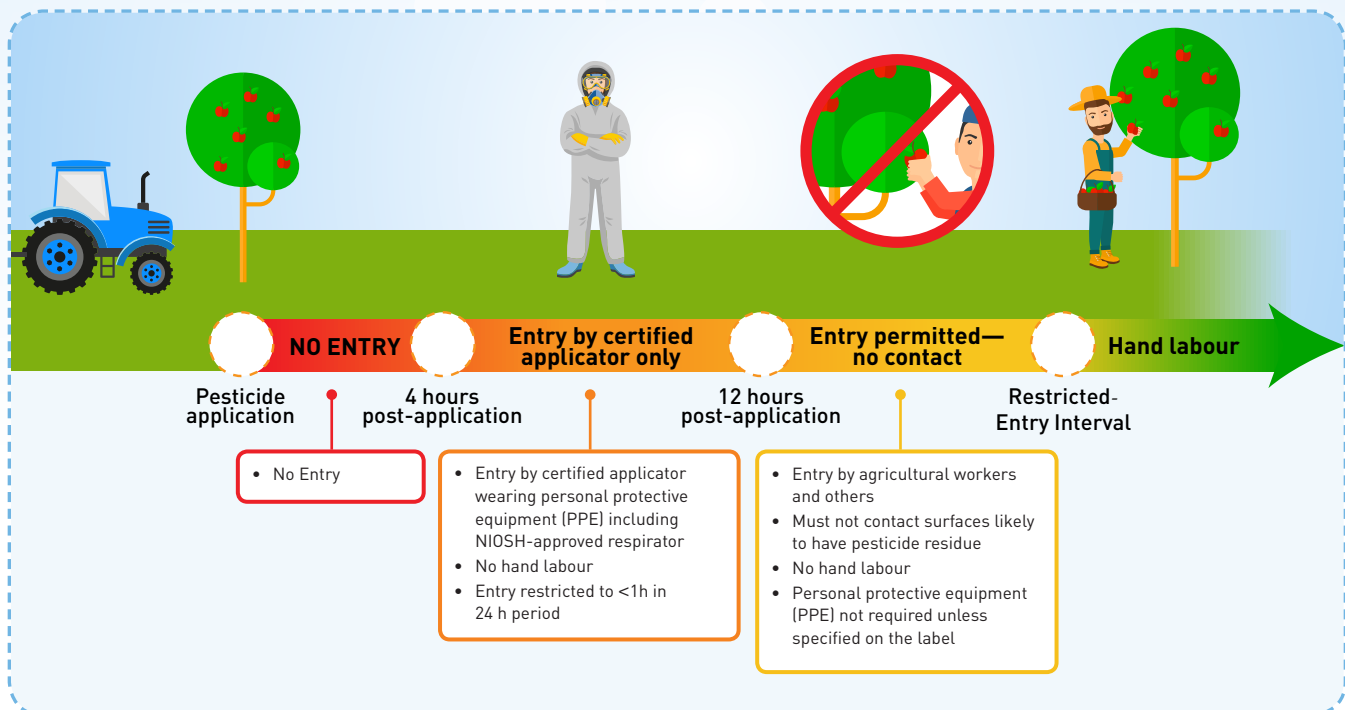 NO ENTRY
Entry by certified
applicator only
Entry permitted—
no contact
Hand labour
Pesticide
application
4 hours
post-application
12 hours
post-application
Restricted-
Entry Interval
• No Entry
• Entry by certified applicator
wearing personal protective
equipment (PPE) including
NIOSH-approved respirator
• No hand labour
• Entry restricted to <1h in
24 h period
• Entry by agricultural workers
and others
• Must not contact surfaces likely
to have pesticide residue
• No hand labour
• Personal protective equipment
(PPE) not required unless
specified on the label